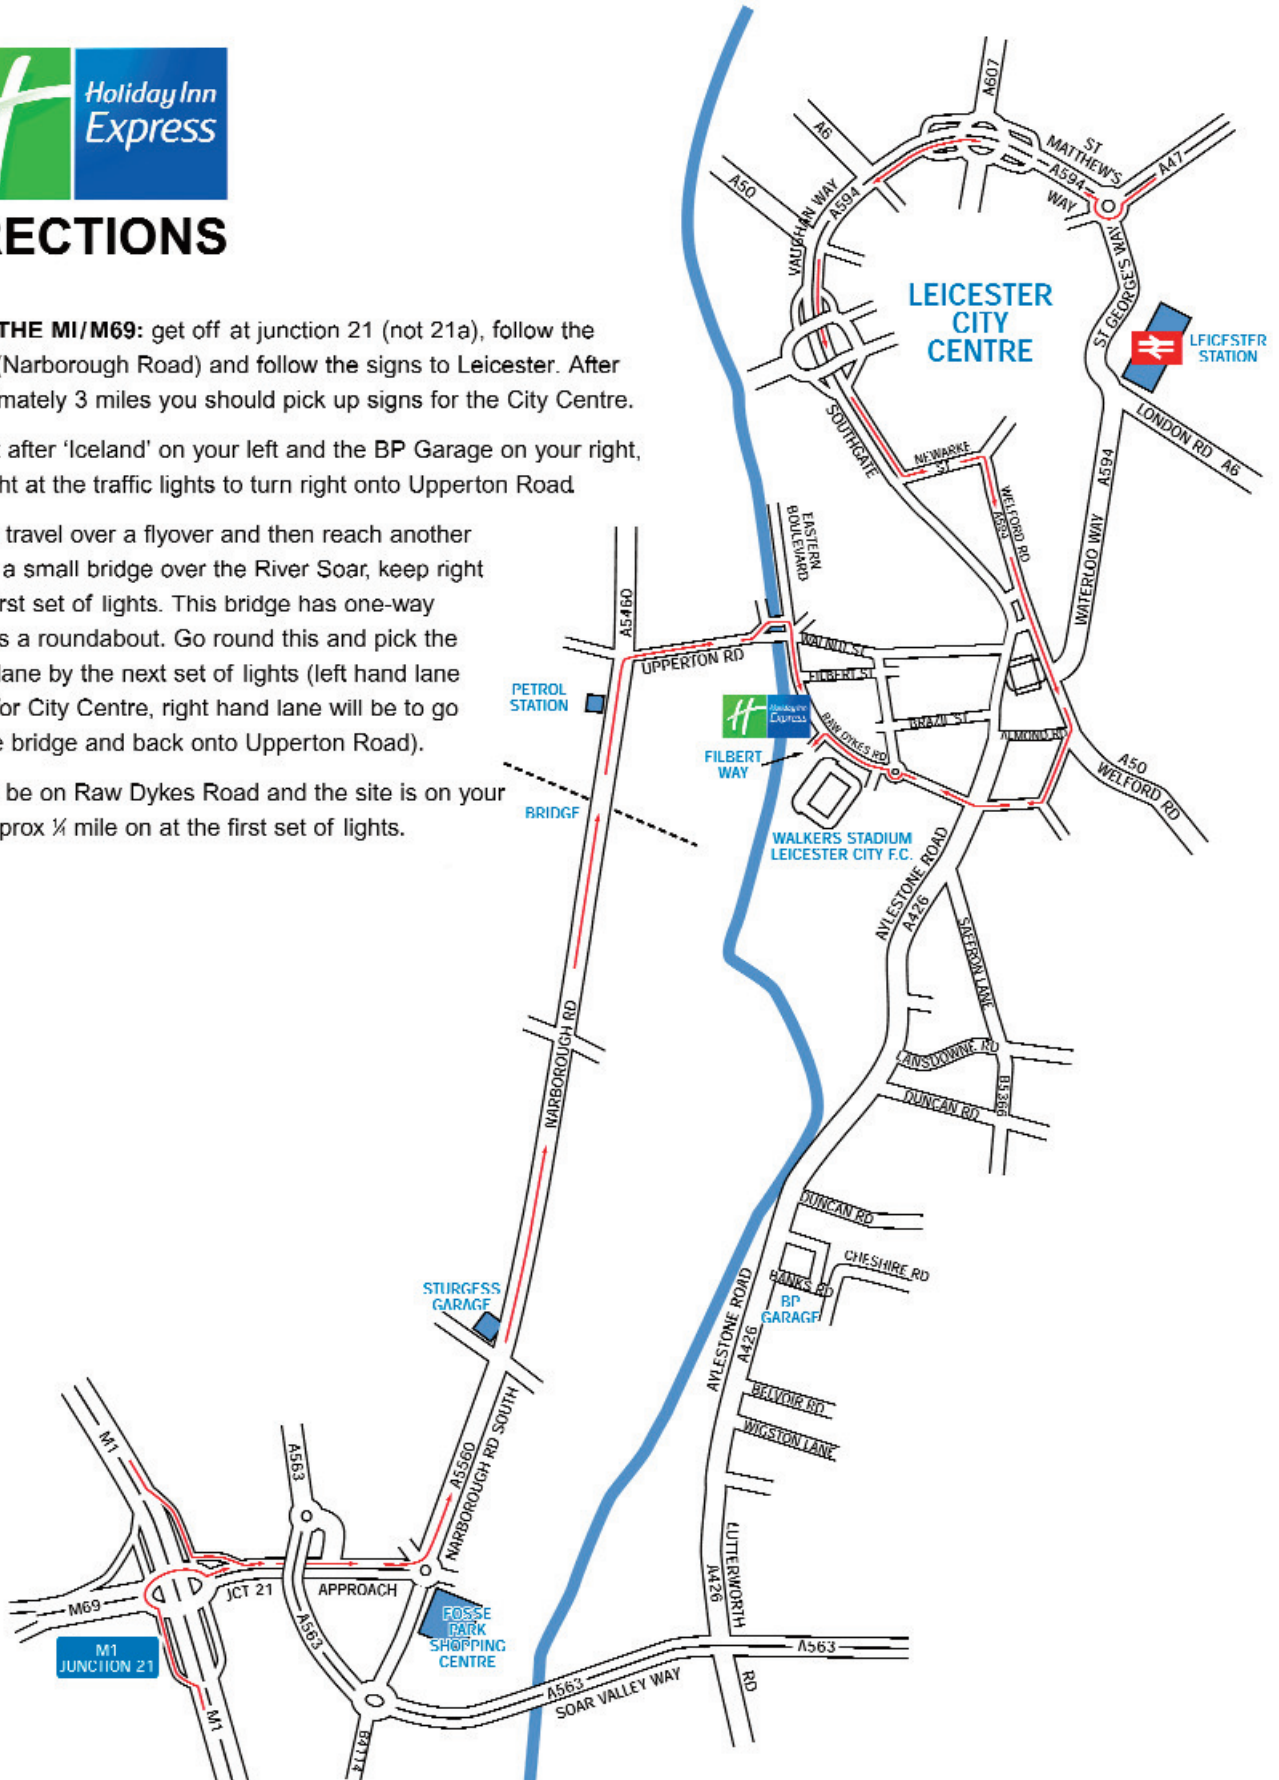 Holiday Inn
Express
RECTIONS
THE MI/M69: get off at junction 21 (not 21a), follow the
(Narborough Road) and follow the signs to Leicester. After
mately 3 miles you should pick up signs for the City Centre.
after ‘Iceland’ on your left and the BP Garage on your right,
ht at the traffic lights to turn right onto Upperton Road.
travel over a flyover and then reach another
a small bridge over the River Soar, keep right
rst set of lights. This bridge has one-way
s a roundabout. Go round this and pick the
lane by the next set of lights (left hand lane
for City Centre, right hand lane will be to go
e bridge and back onto Upperton Road).
be on Raw Dykes Road and the site is on your
prox ¼ mile on at the first set of lights.
A607
A6
A50
ST
MATTHEW'S
WAY
A594
A47
VAUGHAN WAY
A594
LEICESTER
CITY
CENTRE
ST GEORGE'S WAY
LEICESTER
STATION
LONDON RD A6
SOUTHGATE
NEWARKE
ST
WELFORD RD
A594
A594
WATERLOO WAY
EASTERN
BOULEVARD
A5460
UPPERTON RD
WALNUT ST
FILBERT ST
PETROL
STATION
Holiday Inn
Express
RAW DYKES RD
BRAZIL ST
ALMOND RD
FILBERT
WAY
A50
WELFORD RD
BRIDGE
WALKERS STADIUM
LEICESTER CITY F.C.
AYLESTONE ROAD
A426
SAFFRON LANE
NARBOROUGH RD
LANSDOWNE RD
B5366
DUNCAN RD
DUNCAN RD
CHESHIRE RD
BANKS RD
BP
GARAGE
STURGESS
GARAGE
AYLESTONE ROAD
A426
BELVOIR RD
WIGSTON LANE
M1
A563
A5560
NARBOROUGH RD SOUTH
LUTTERWORTH
A426
JCT 21
APPROACH
M69
A563
FOSSE
PARK
SHOPPING
CENTRE
M1
JUNCTION 21
A563
A563
SOAR VALLEY WAY
RD
M1
B4114